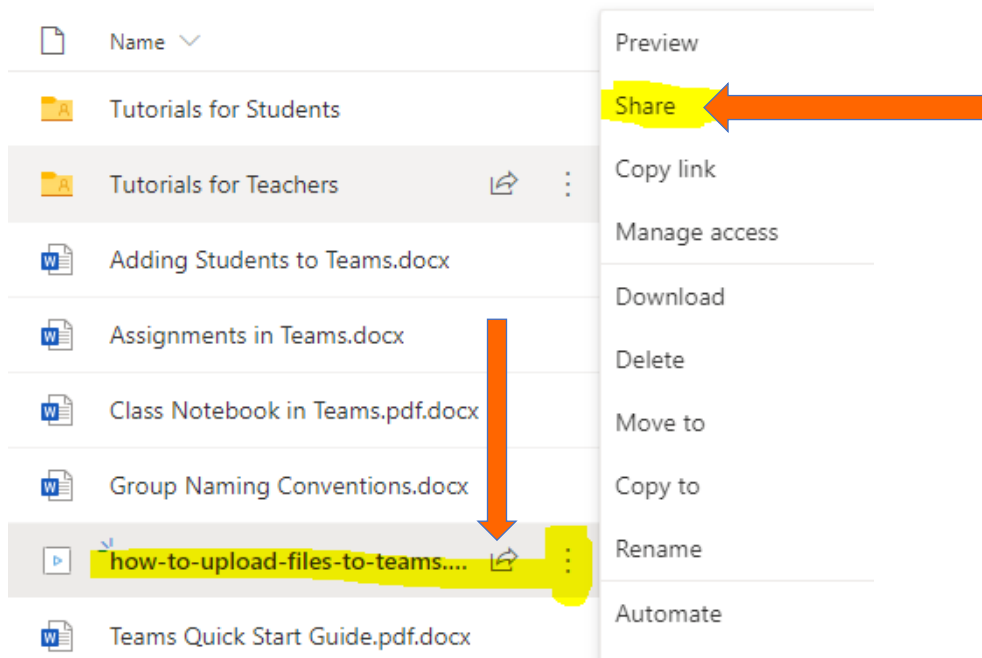 Name
Tutorials for Students
Tutorials for Teachers
Adding Students to Teams.docx
Assignments in Teams.docx
Class Notebook in Teams.pdf.docx
Group Naming Conventions.docx
how-to-upload-files-to-teams....
Teams Quick Start Guide.pdf.docx
Preview
Share
Copy link
Manage access
Download
Delete
Move to
Copy to
Rename
Automate